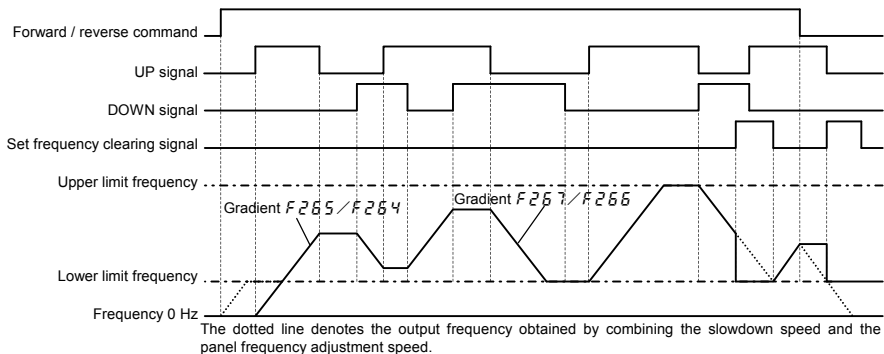 Forward / reverse command
UP signal
DOWN signal
Set frequency clearing signal
Upper limit frequency
Gradient F265/F264
Gradient F267/F266
Lower limit frequency
Frequency 0 Hz
The dotted line denotes the output frequency obtained by combining the slowdown speed and the
panel frequency adjustment speed.